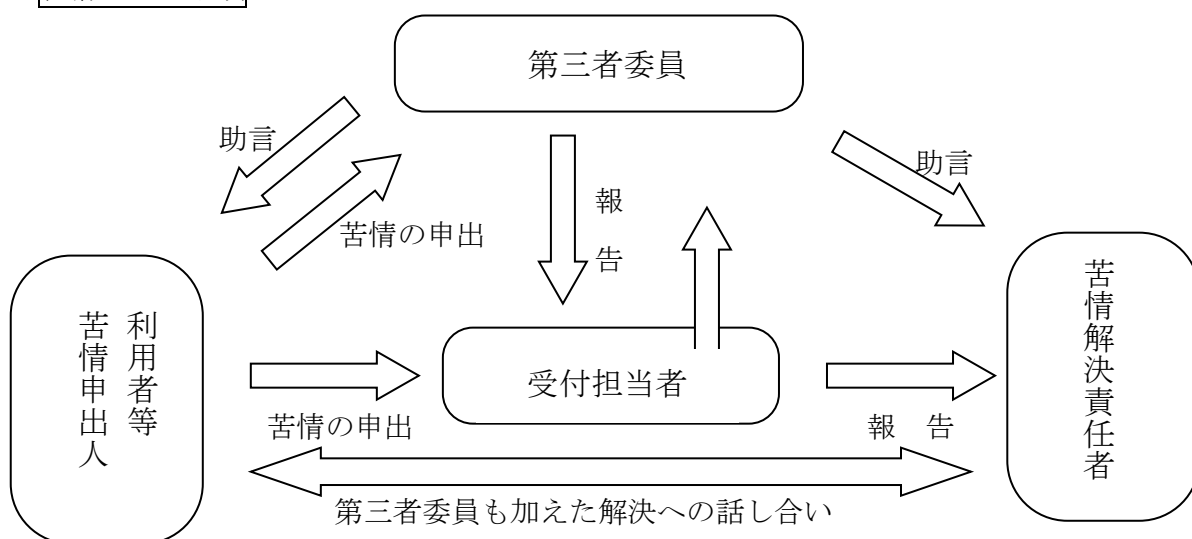 第三者委員
助言
助言
苦情の申出
報告
利用者等
苦情申出人
受付担当者
苦情解決責任者
苦情の申出
報 告
第三者委員も加えた解決への話し合い